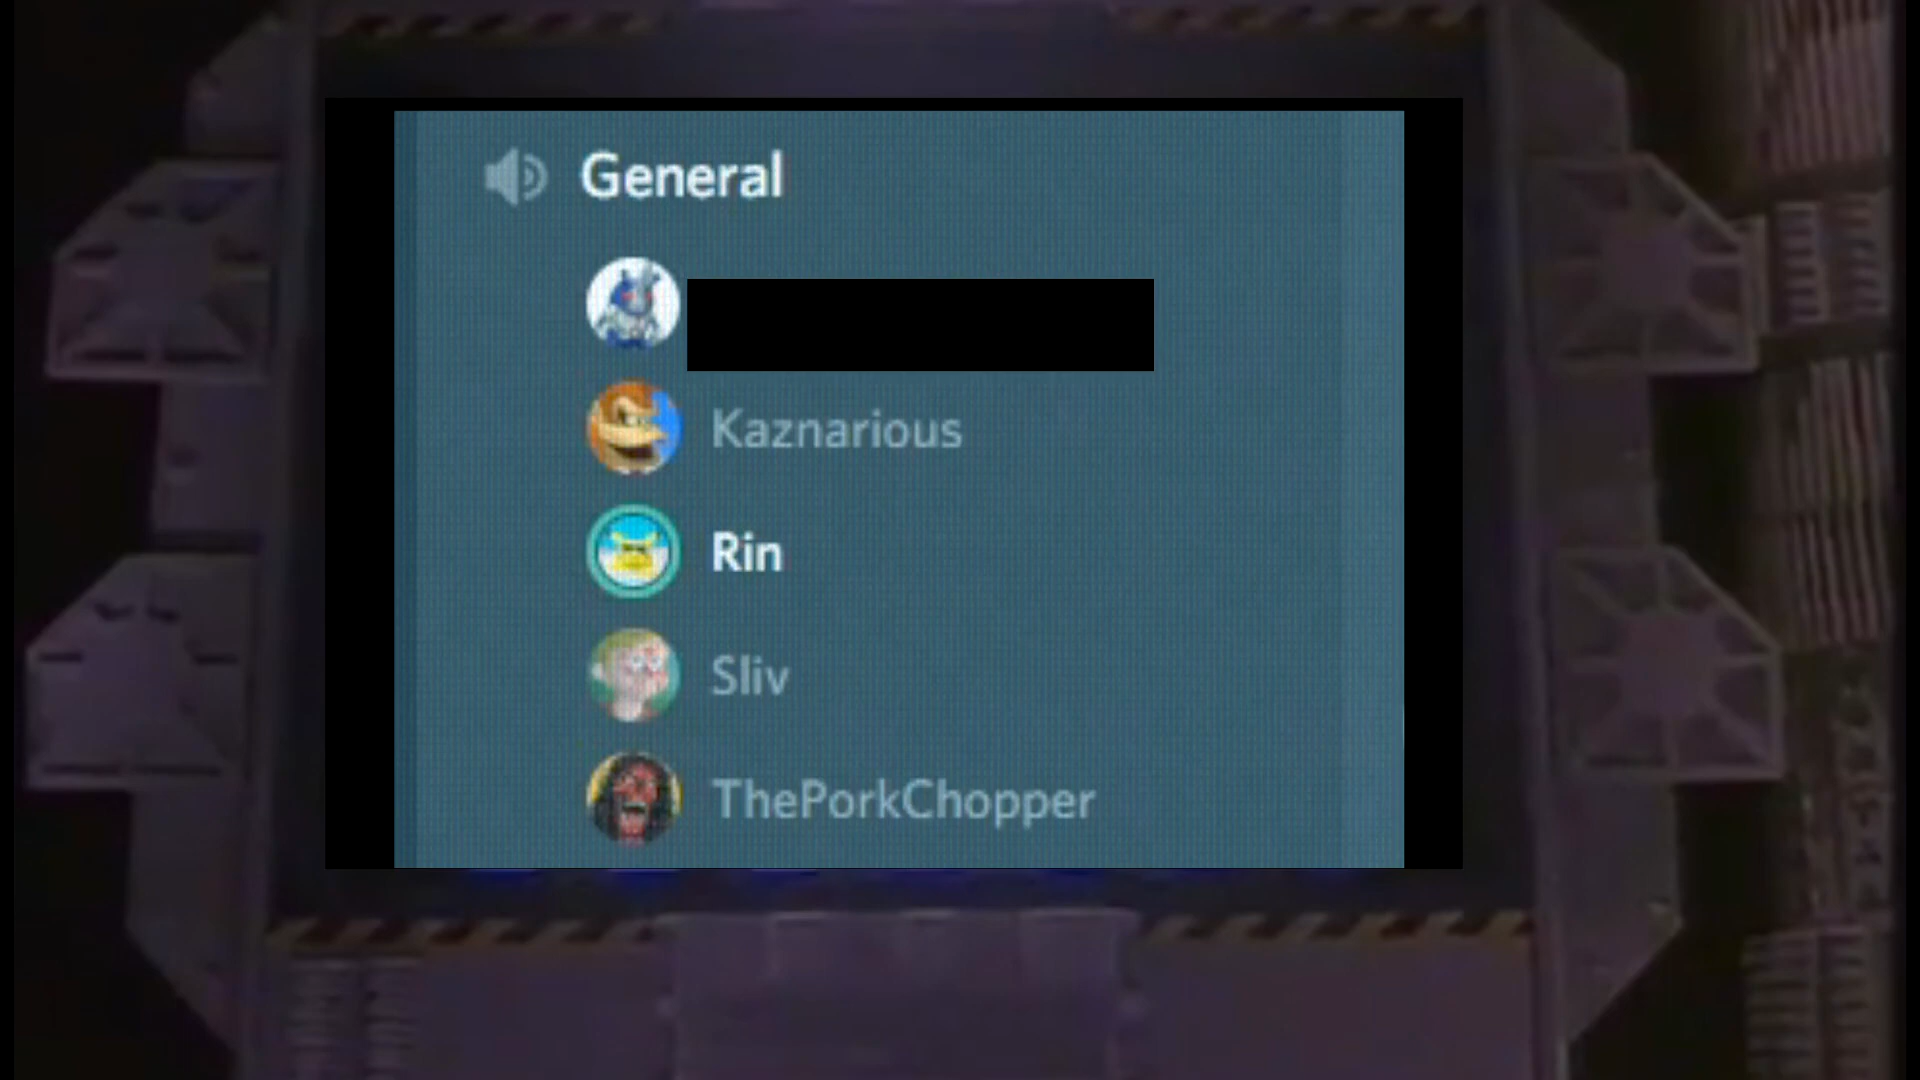 General
Kaznarious
Rin
Sliv
ThePorkChopper